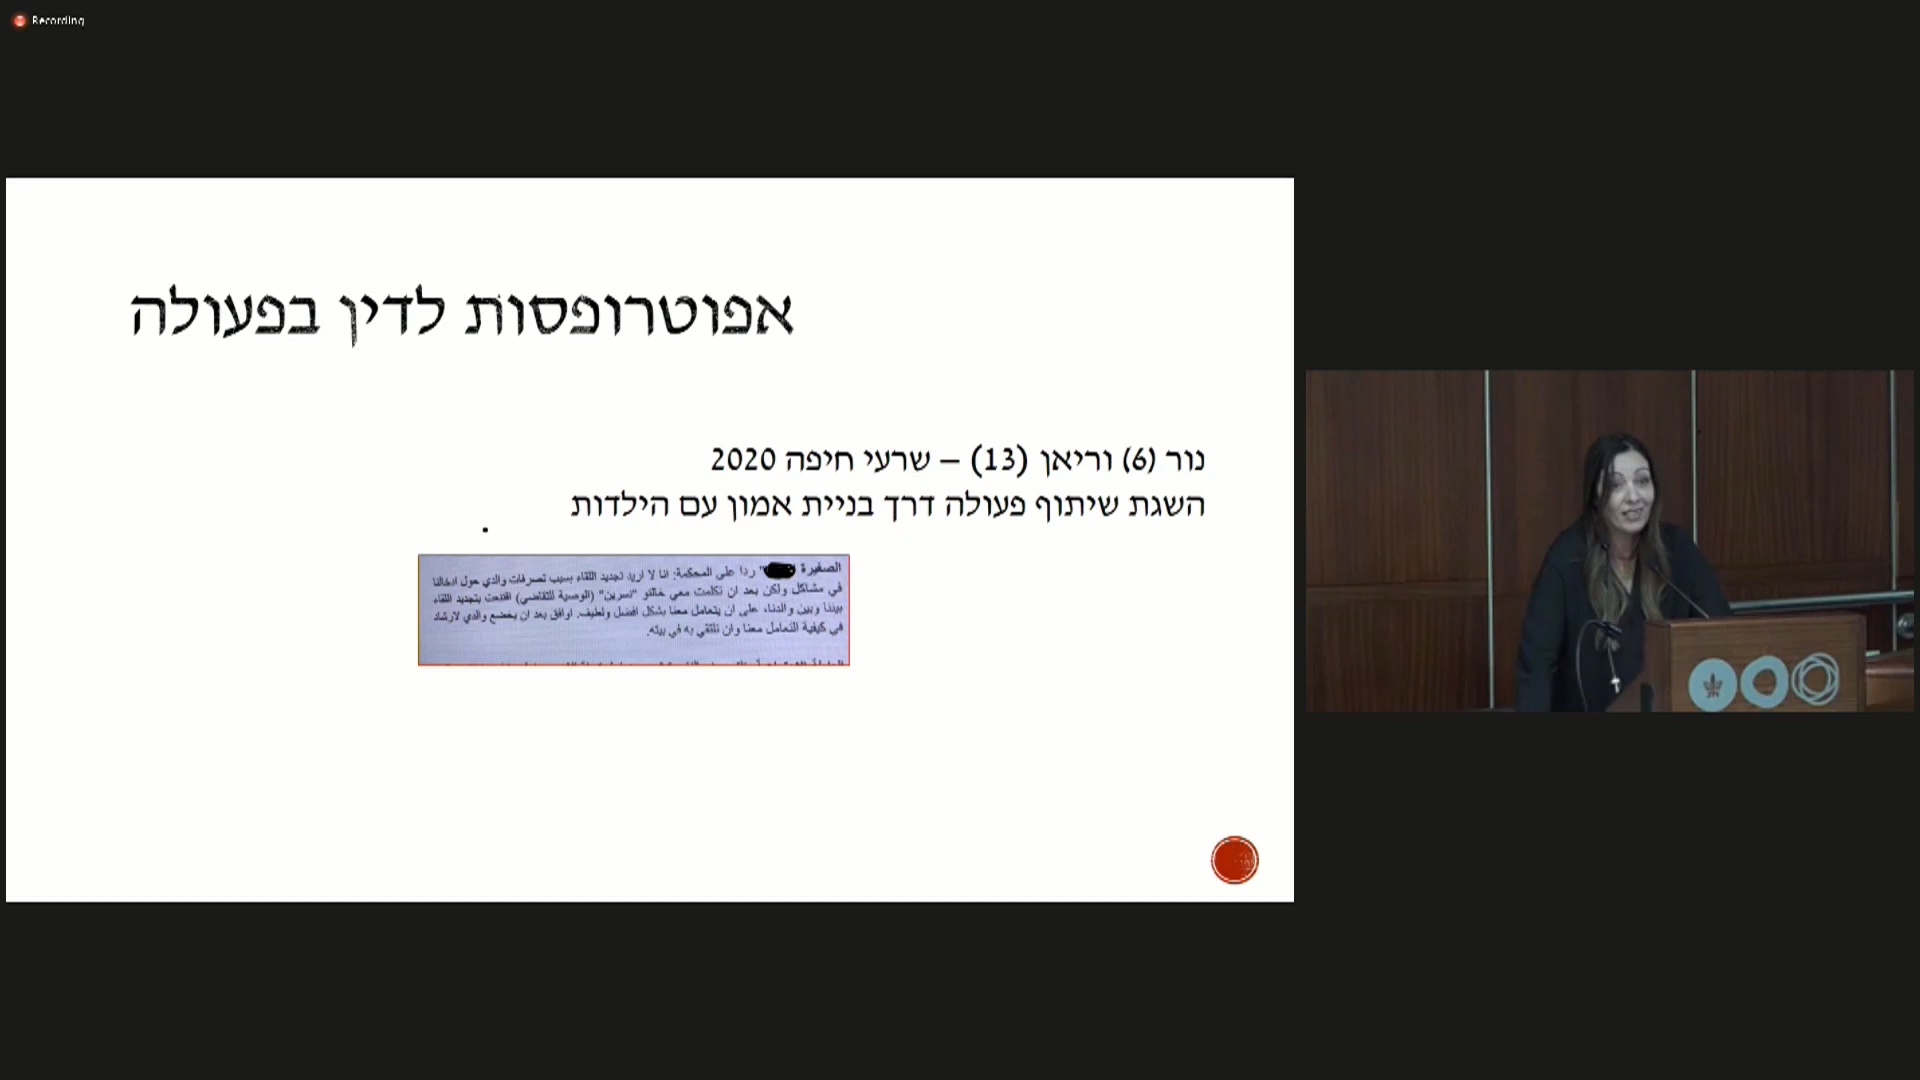 Recording
אפוטרופסות לדין בפעולה
נור (6) וריאן (13) – שרעי חיפה 2020
השגת שיתוף פעולה דרך בניית אמון עם הילדות
الصغيرة " ردا على المحكمة: انا لا اريد تجديد اللقاء بسبب تصرفات والدي حول ادخالنا
في مشاكل ولكن بعد ان تكلمت معي خالتو "نسرين" (الوصية للتقاضي) اقتنعت بتجديد اللقاء
بيننا وبين والدنا، على ان يتعامل معنا بشكل افضل ولطيف. اوافق بعد ان يخضع والدي لارشاد
في كيفية التعامل معنا وان نلتقي به في بيته.